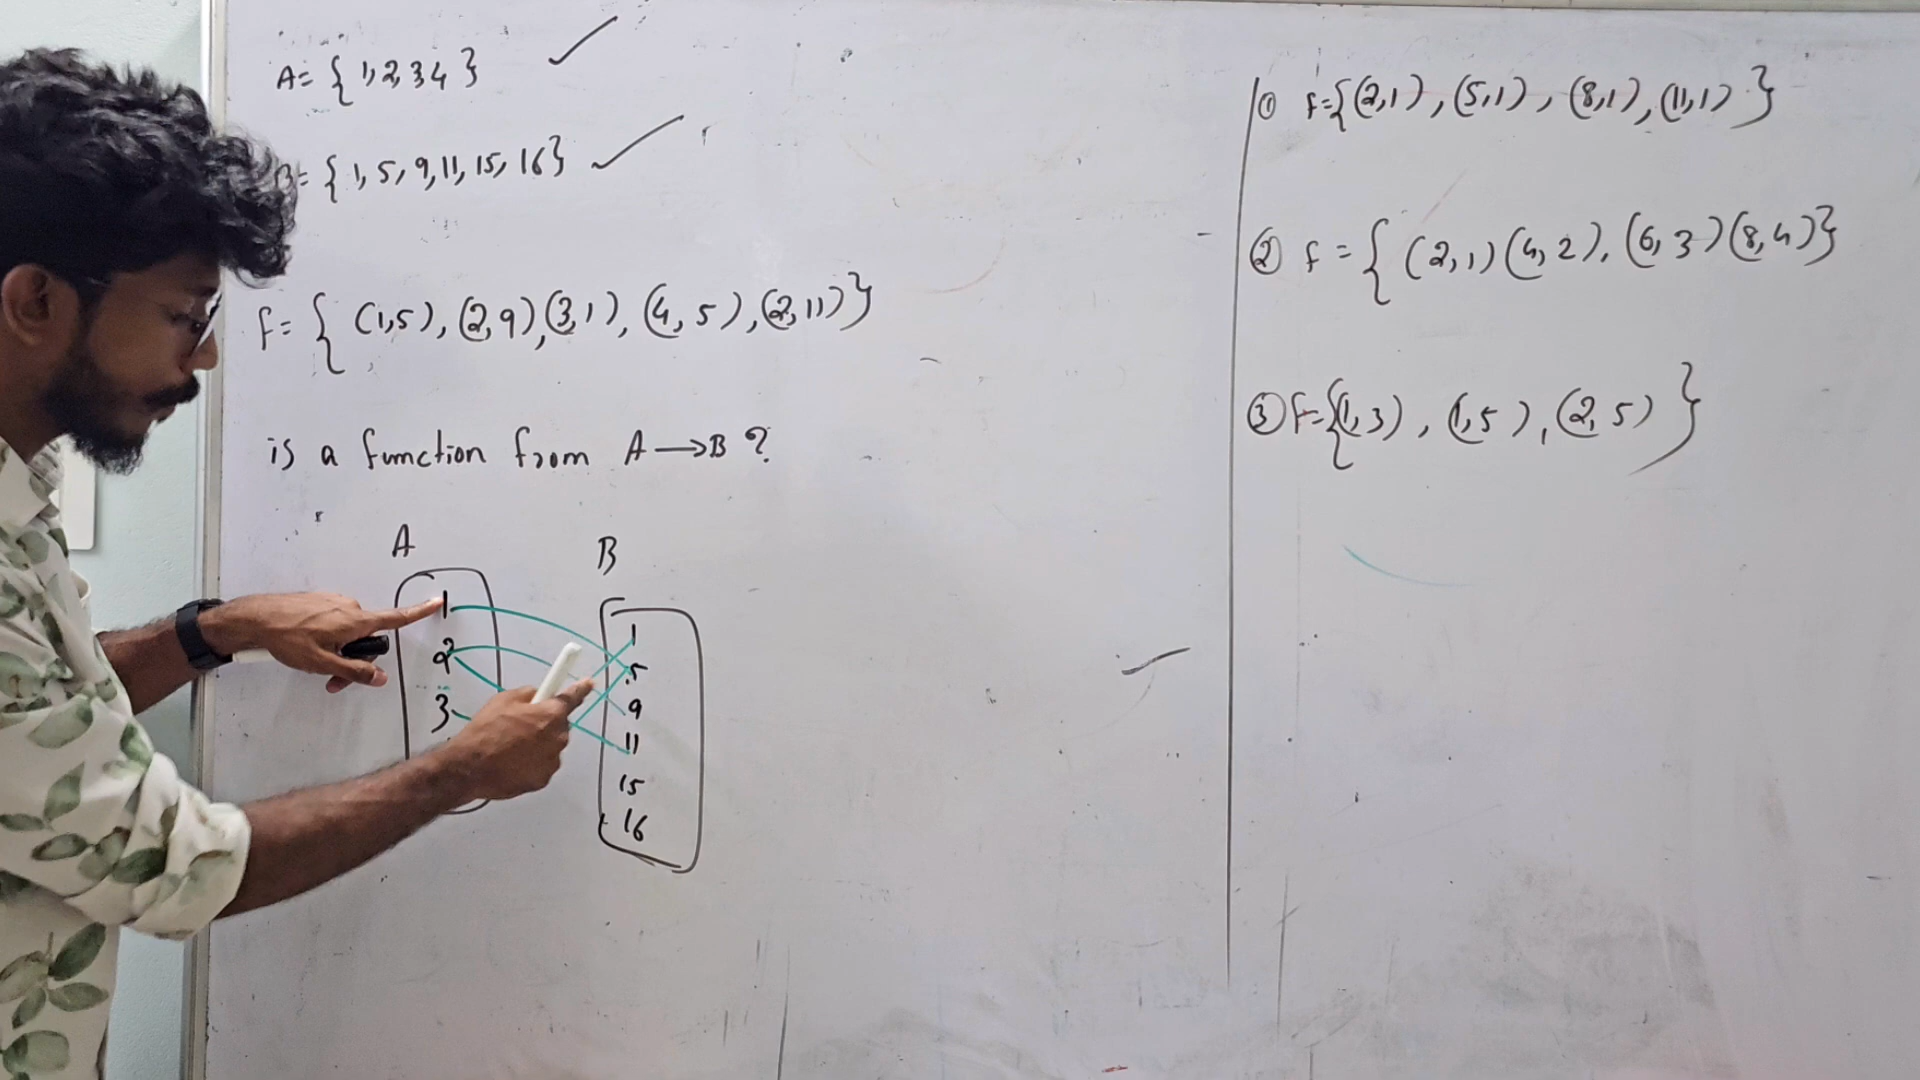 A= { 1,2,3 4 }
B= { 1, 5, 9, 11, 15, 16 }
f= { (1,5), (2,9), (3,1), (4, 5), (2, 11) }
is a function from A → B ?
A
1
2
3
B
1
5
9
11
15
16
① f={(2,1), (5,1), (8,1), (11,1) }
② f = { (2,1) (4,2), (6,3) (8,4) }
③ f={(1,3), (1,5), (2,5) }